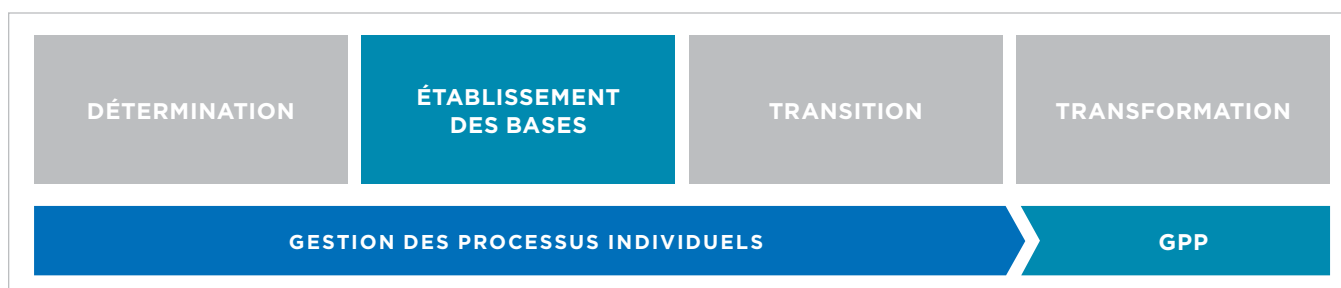 DÉTERMINATION
ÉTABLISSEMENT
DES BASES
TRANSITION
TRANSFORMATION
GESTION DES PROCESSUS INDIVIDUELS
GPP